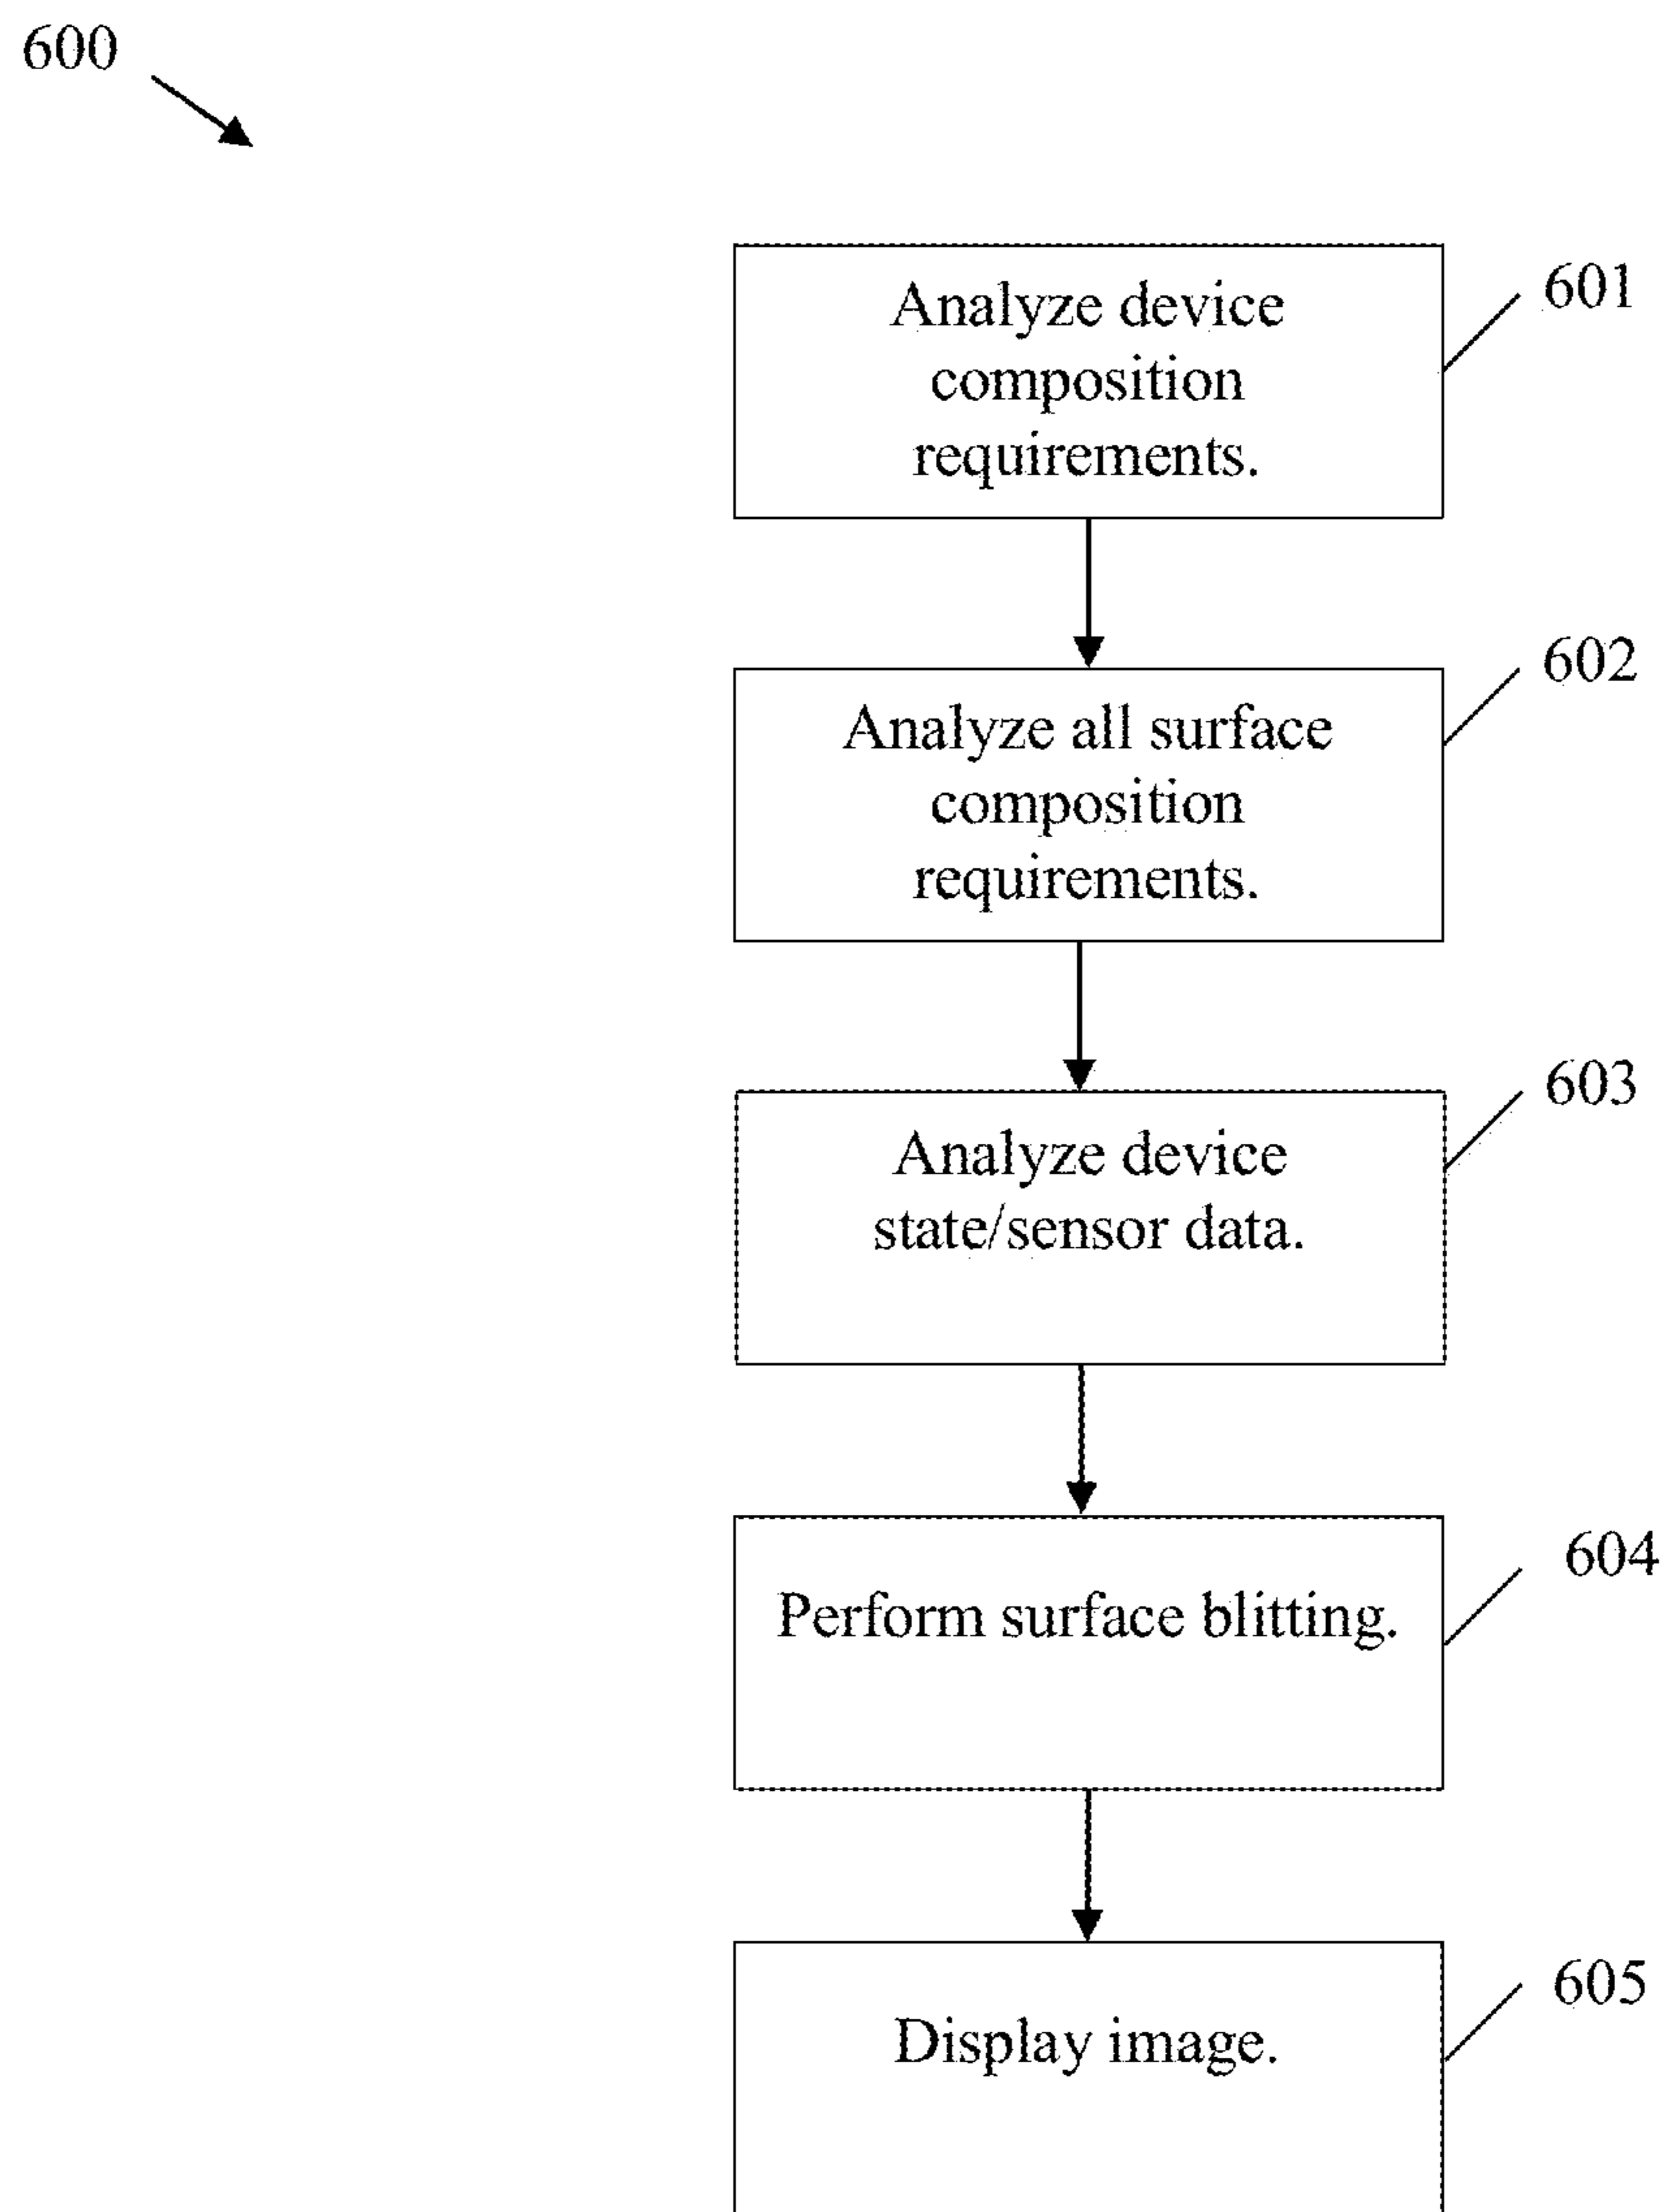 600
601
Analyze device
composition
requirements.
602
Analyze all surface
composition
requirements.
603
Analyze device
state/sensor data.
604
Perform surface blitting.
605
Display image.